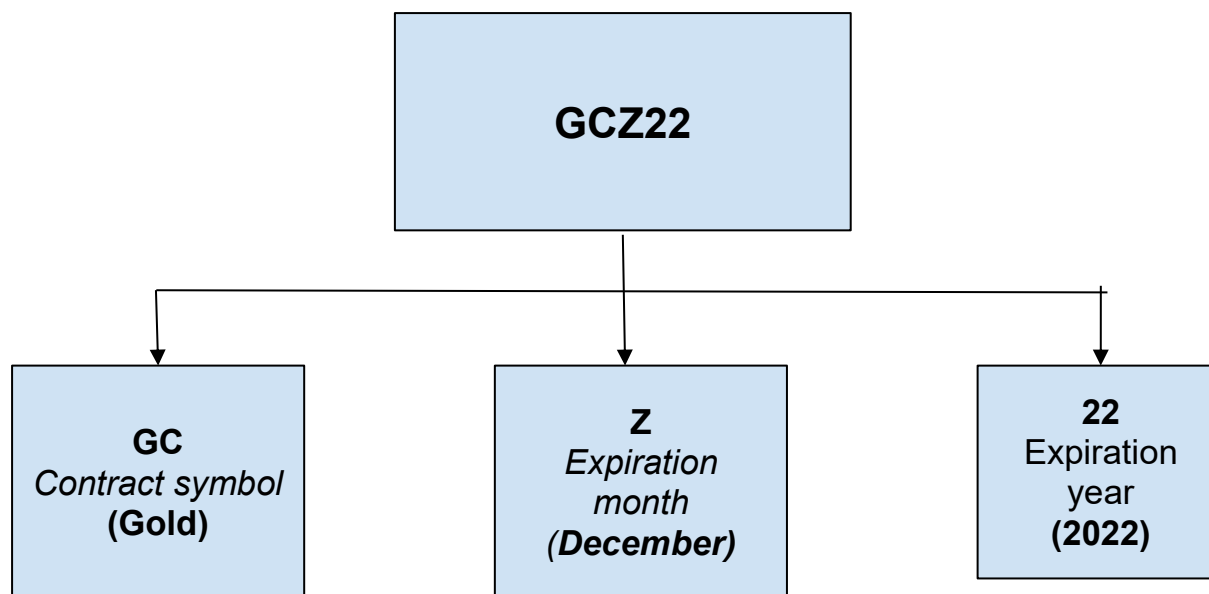 GCZ22
GC
Contract symbol
(Gold)
Z
Expiration
month
(December)
22
Expiration
year
(2022)